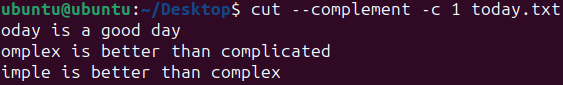 ubuntu@ubuntu:~/Desktop$ cut --complement -c 1 today.txt
oday is a good day
omplex is better than complicated
imple is better than complex